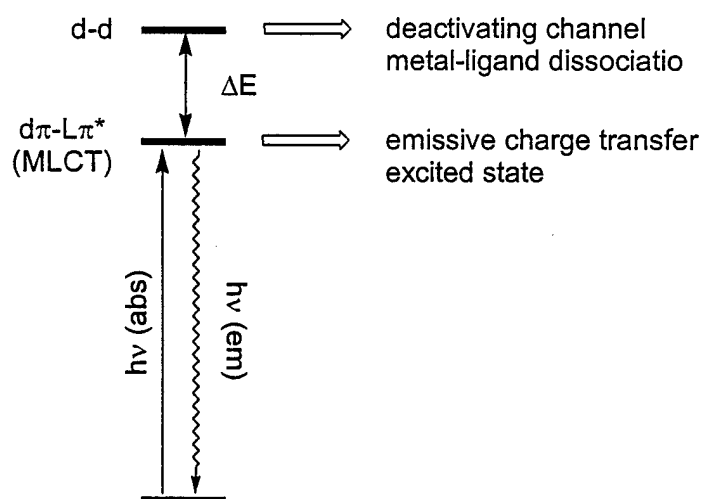 d-d
deactivating channel
metal-ligand dissociatio
ΔE
dπ-Lπ*
(MLCT)
emissive charge transfer
excited state
hν (abs)
hν (em)